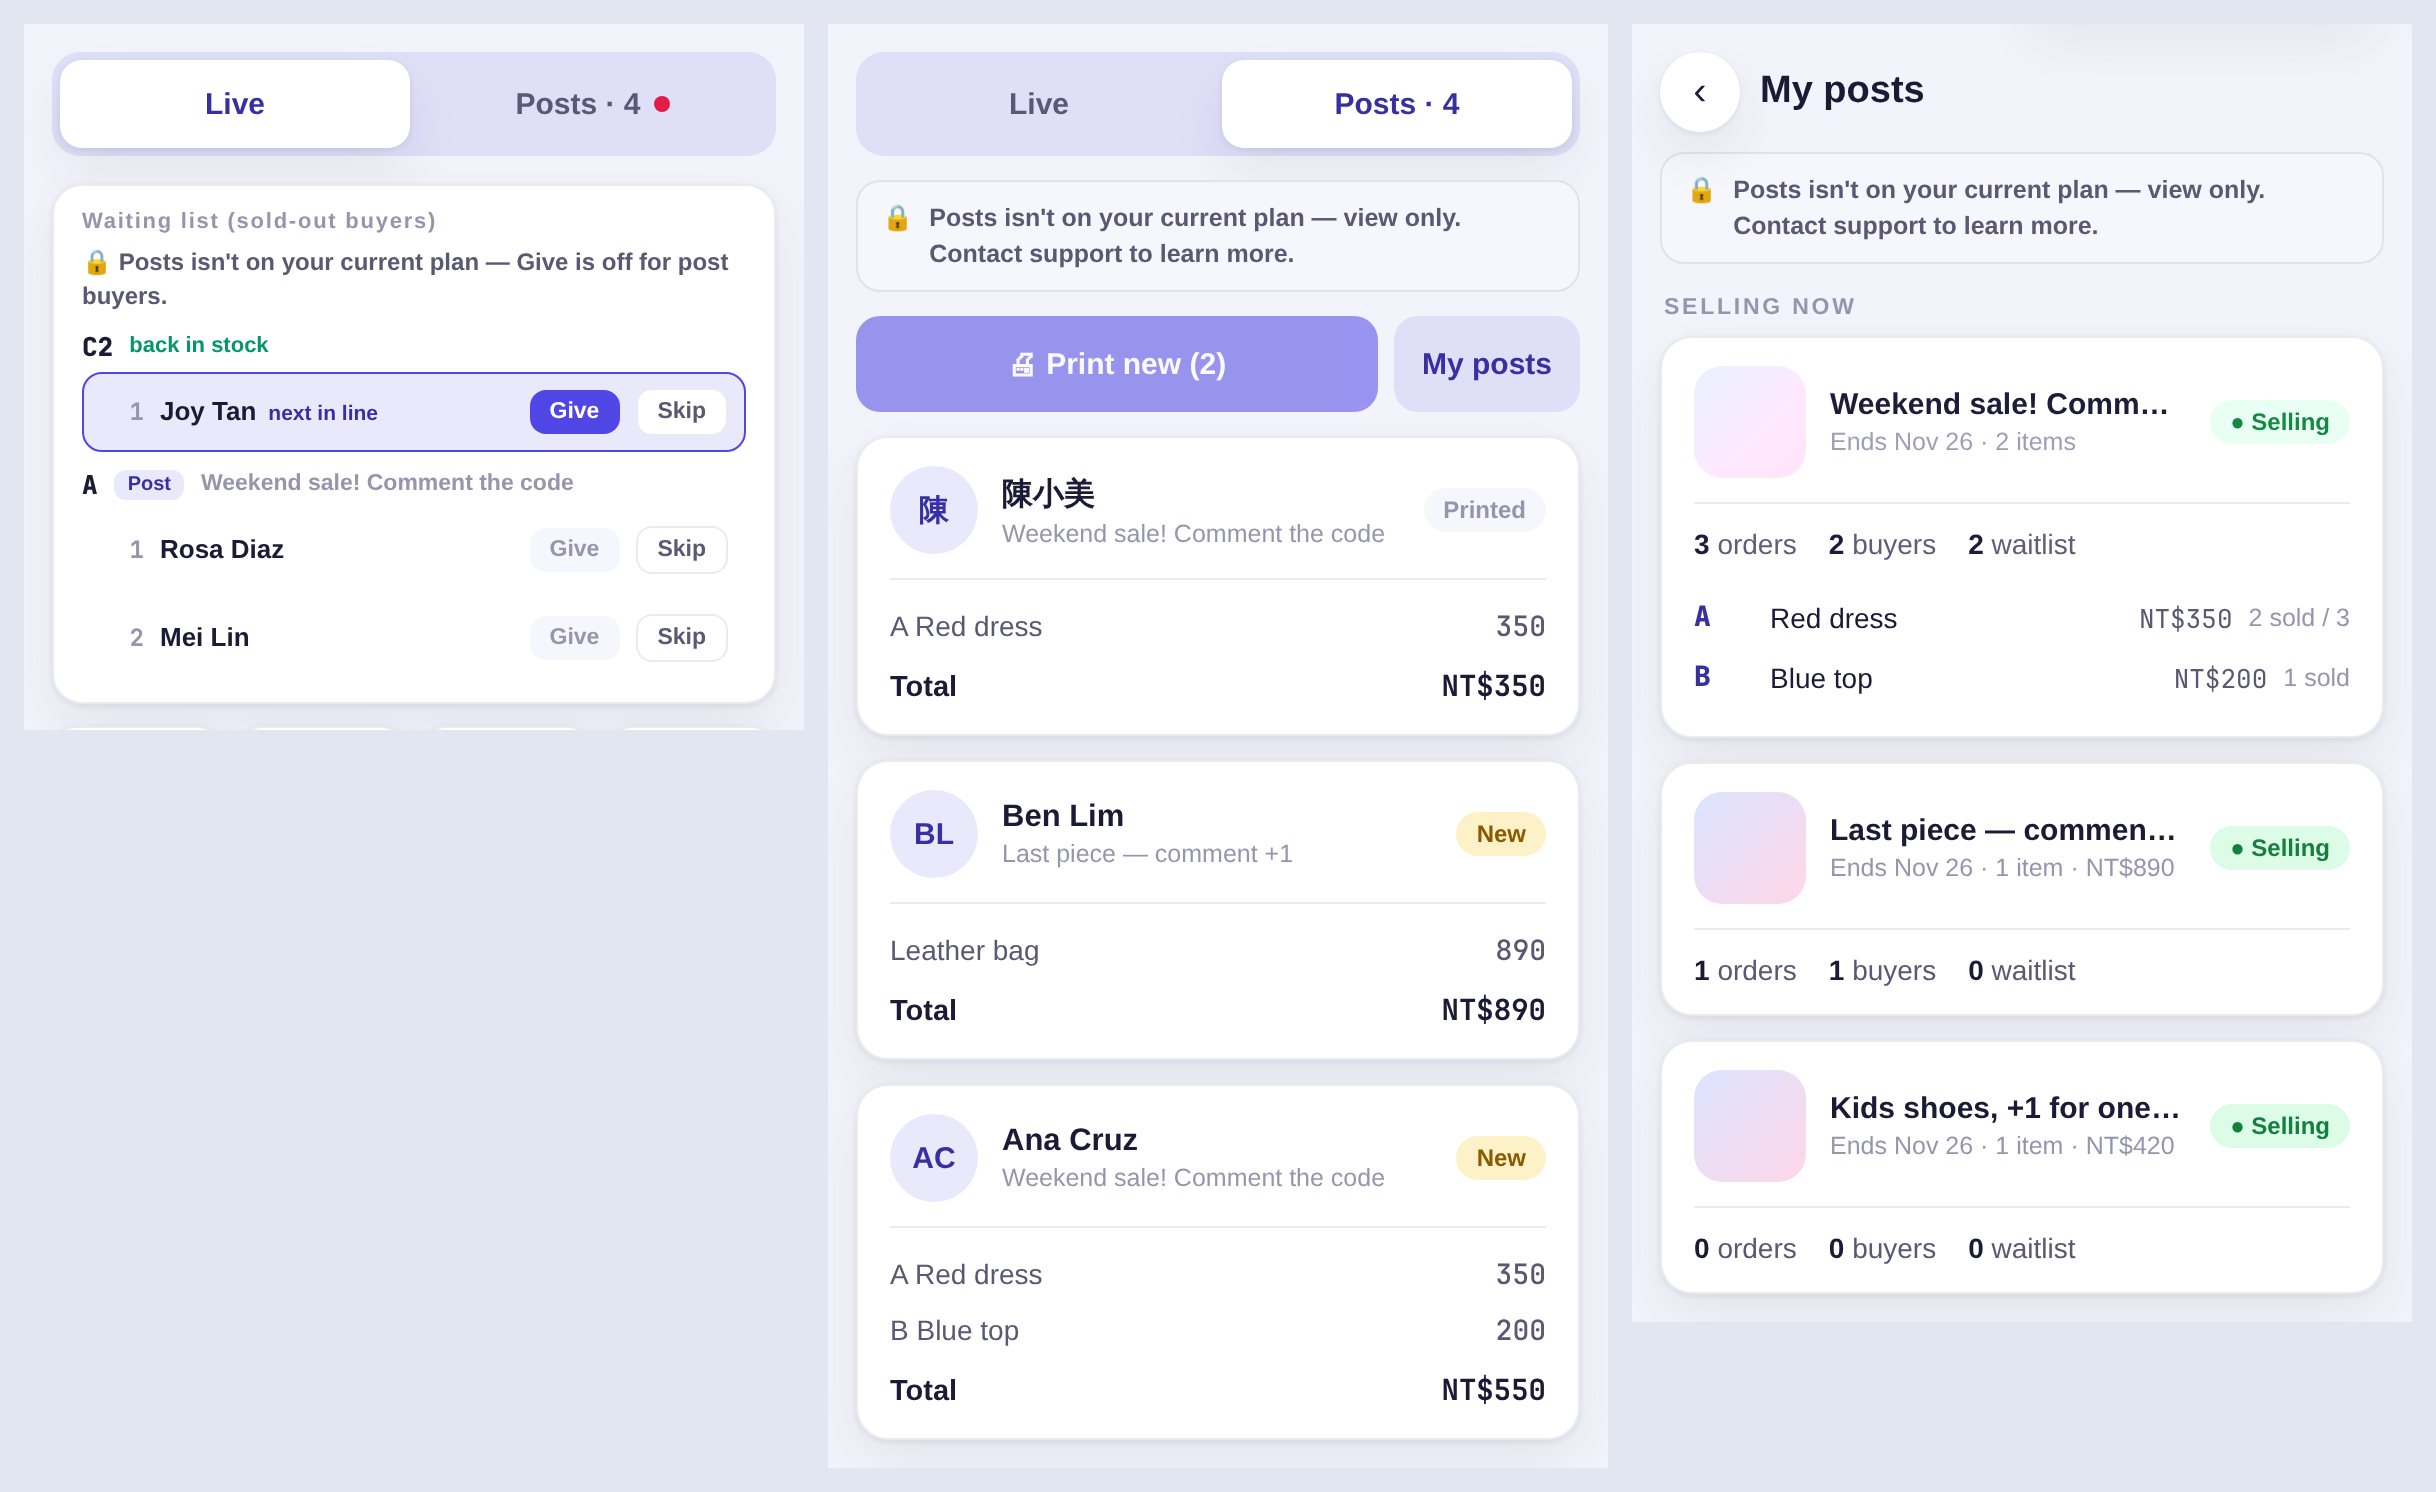 Live
Posts · 4
Waiting list (sold-out buyers)
🔒 Posts isn't on your current plan — Give is off for post
buyers.
C2 back in stock
1 Joy Tan next in line Give Skip
A Post Weekend sale! Comment the code
1 Rosa Diaz Give Skip
2 Mei Lin Give Skip
Live
Posts · 4
🔒 Posts isn't on your current plan — view only.
Contact support to learn more.
🖨 Print new (2)
My posts
陳
陳小美
Weekend sale! Comment the code
Printed
A Red dress 350
Total NT$350
BL
Ben Lim
Last piece — comment +1
New
Leather bag 890
Total NT$890
AC
Ana Cruz
Weekend sale! Comment the code
New
A Red dress 350
B Blue top 200
Total NT$550
‹ My posts
🔒 Posts isn't on your current plan — view only.
Contact support to learn more.
SELLING NOW
Weekend sale! Comm…
Ends Nov 26 · 2 items
● Selling
3 orders 2 buyers 2 waitlist
A Red dress NT$350 2 sold / 3
B Blue top NT$200 1 sold
Last piece — commen…
Ends Nov 26 · 1 item · NT$890
● Selling
1 orders 1 buyers 0 waitlist
Kids shoes, +1 for one…
Ends Nov 26 · 1 item · NT$420
● Selling
0 orders 0 buyers 0 waitlist